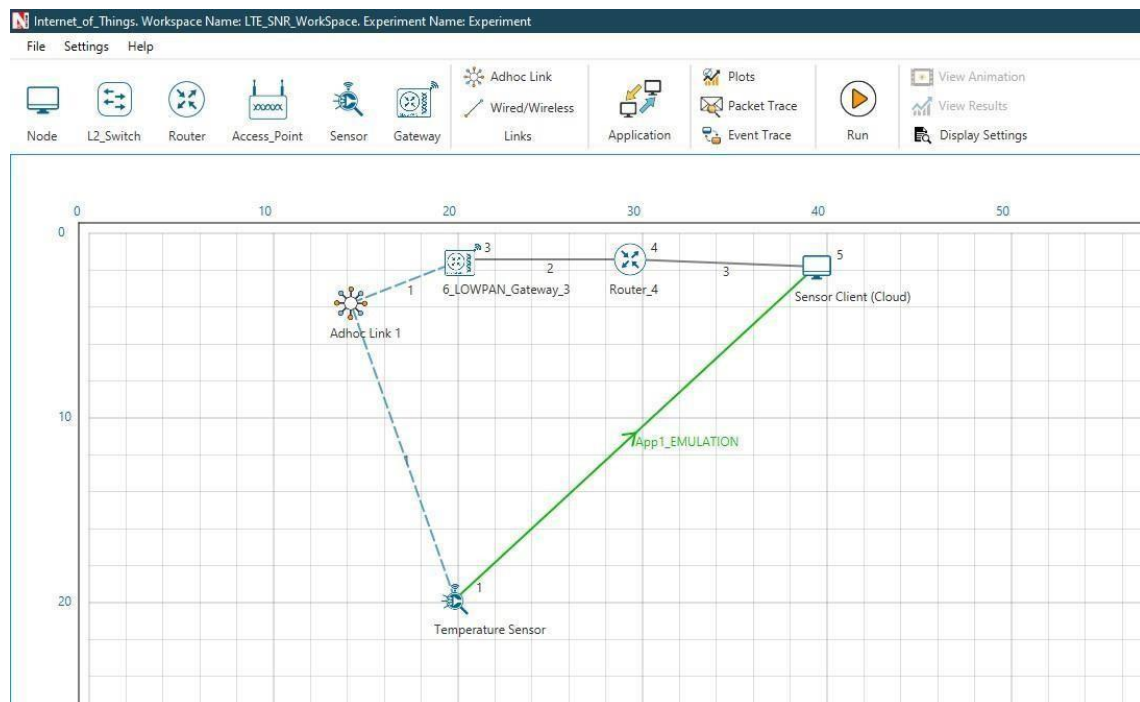 Internet_of_Things. Workspace Name: LTE_SNR_WorkSpace. Experiment Name: Experiment
File Settings Help
Adhoc Link
Wired/Wireless
Links
Plots
Packet Trace
Event Trace
View Animation
View Results
Display Settings
Node L2_Switch Router Access_Point Sensor Gateway Application Run
xxxxx
0 10 20 30 40 50
0
3
4
5
2
3
1
6_LOWPAN_Gateway_3
Router_4
Sensor Client (Cloud)
Adhoc Link 1
10
App1_EMULATION
1
1
20
Temperature Sensor